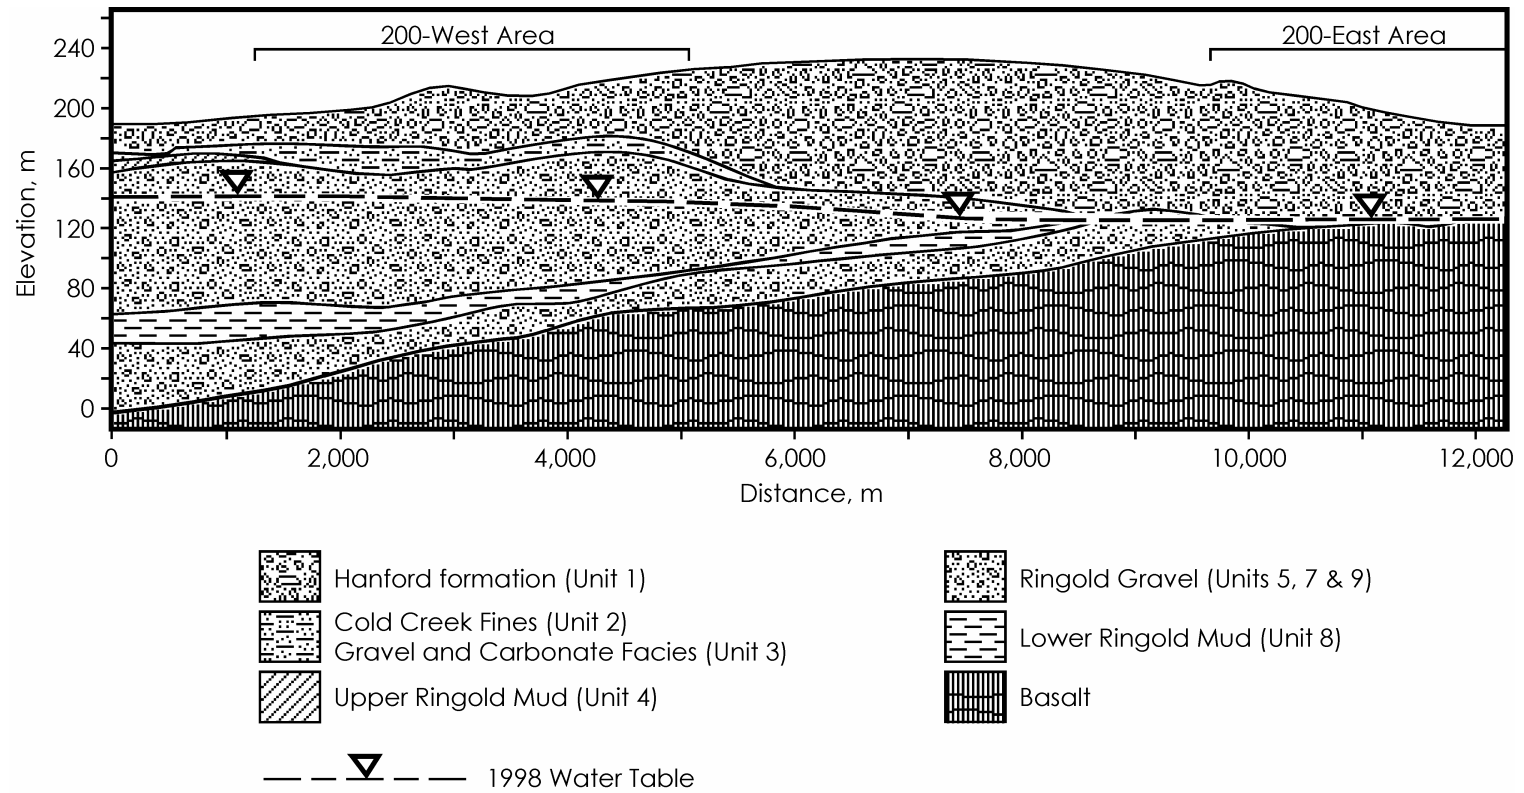 200-West Area
200-East Area
240
200
160
120
80
40
0
Elevation, m
0 2,000 4,000 6,000 8,000 10,000 12,000
Distance, m
Hanford formation (Unit 1)
Cold Creek Fines (Unit 2)
Gravel and Carbonate Facies (Unit 3)
Upper Ringold Mud (Unit 4)
Ringold Gravel (Units 5, 7 & 9)
Lower Ringold Mud (Unit 8)
Basalt
1998 Water Table